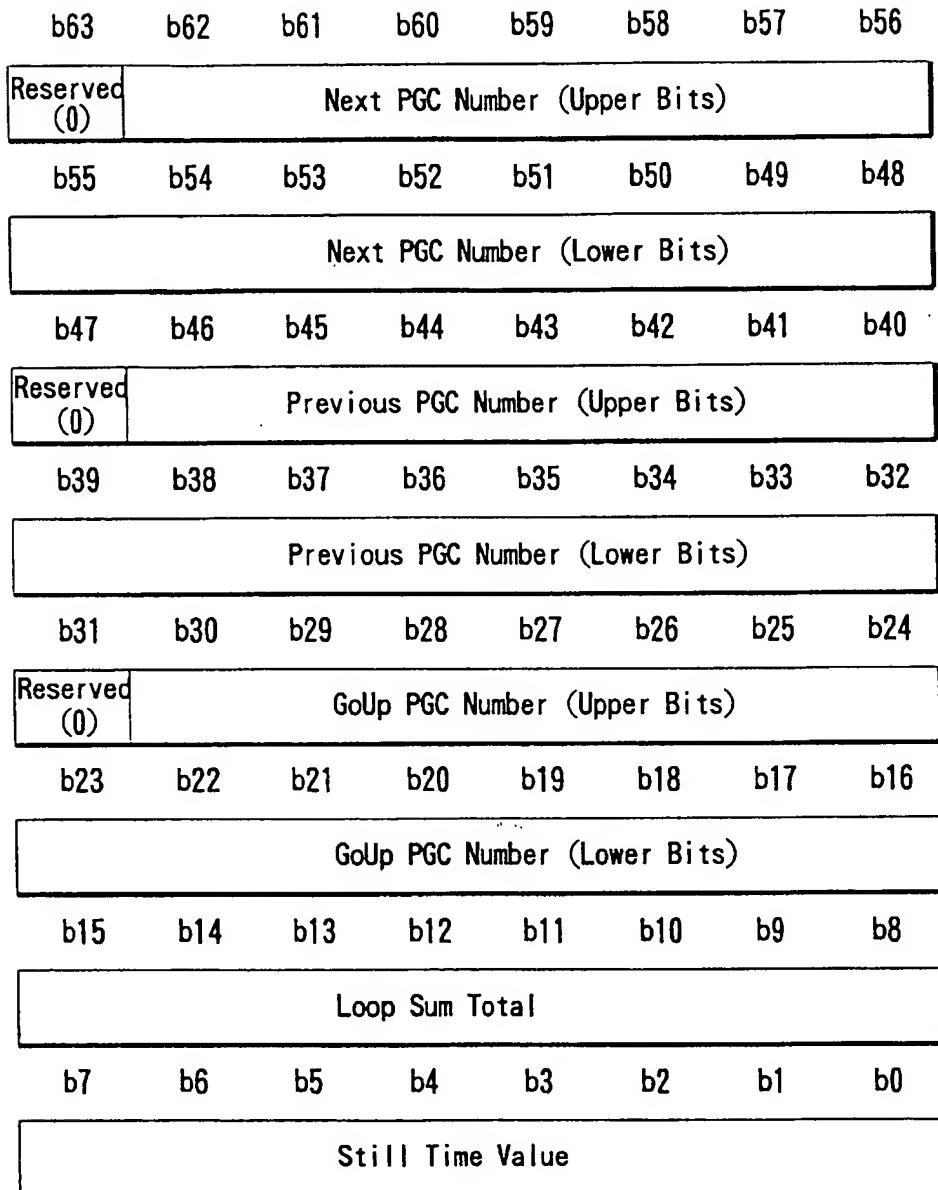 b63 b62 b61 b60 b59 b58 b57 b56
Reserved (0) Next PGC Number (Upper Bits)
b55 b54 b53 b52 b51 b50 b49 b48
Next PGC Number (Lower Bits)
b47 b46 b45 b44 b43 b42 b41 b40
Reserved (0) Previous PGC Number (Upper Bits)
b39 b38 b37 b36 b35 b34 b33 b32
Previous PGC Number (Lower Bits)
b31 b30 b29 b28 b27 b26 b25 b24
Reserved (0) GoUp PGC Number (Upper Bits)
b23 b22 b21 b20 b19 b18 b17 b16
GoUp PGC Number (Lower Bits)
b15 b14 b13 b12 b11 b10 b9 b8
Loop Sum Total
b7 b6 b5 b4 b3 b2 b1 b0
Still Time Value